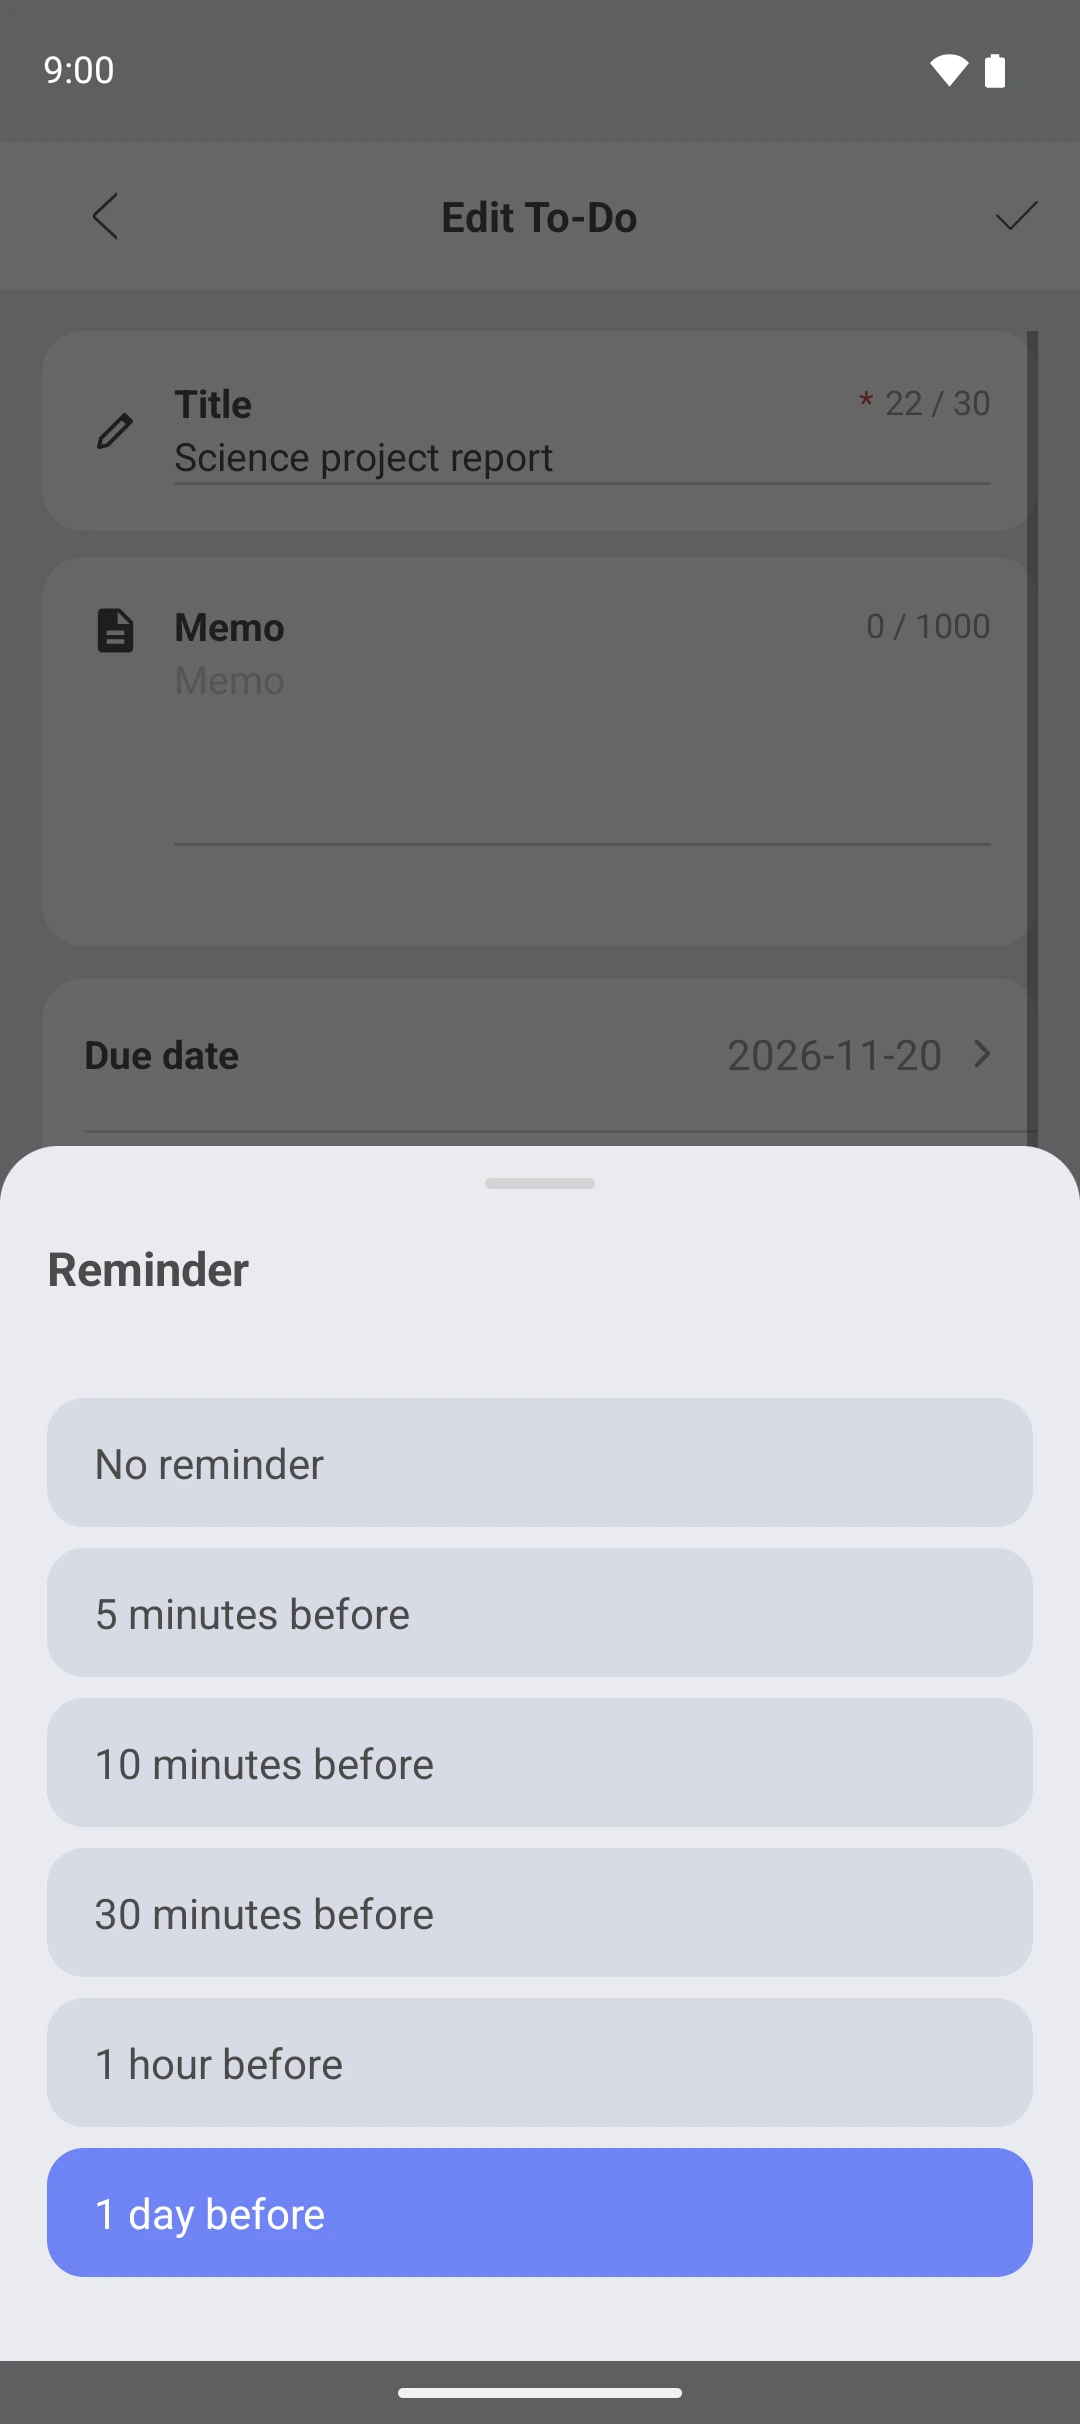 9:00
Edit To-Do
Title
* 22 / 30
Science project report
Memo
0 / 1000
Memo
Due date
2026-11-20
Reminder
No reminder
5 minutes before
10 minutes before
30 minutes before
1 hour before
1 day before